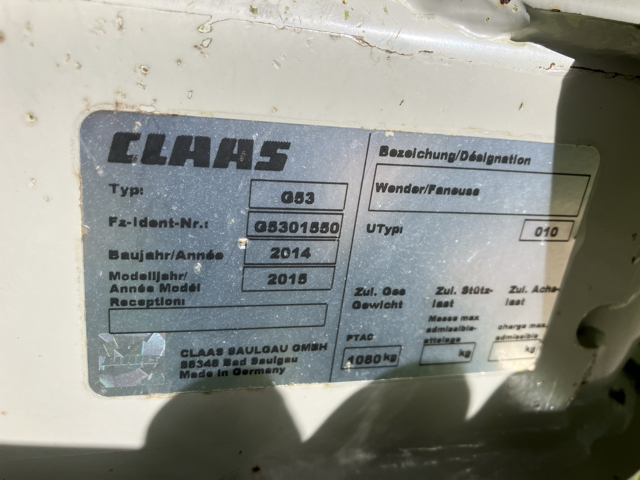 CLAAS
Typ: G53
Fz-Ident-Nr.: G5301550
Baujahr/Année 2014
Modelljahr/
Année Modèl 2015
Reception:
CLAAS SAULGAU GMBH
88348 Bad Saulgau
Made in Germany
Bezeichung/Désignation
Wender/Faneuse
UTyp: 010
Zul. Ges Gewicht
PTAC
1080 kg
Zul. Stütz-
last
Masse max
admissible-
attelage
kg
Zul. Achs-
last
charge max.
admissible
kg